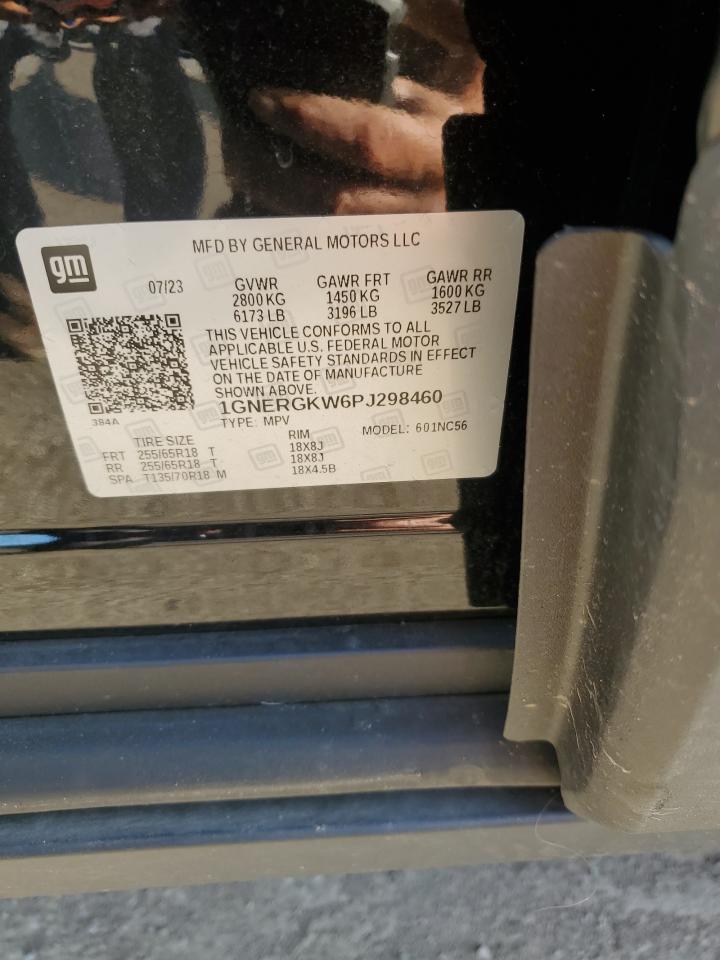 MFD BY GENERAL MOTORS LLC
gm
07/23
GVWR GAWR FRT GAWR RR
2800 KG 1450 KG 1600 KG
6173 LB 3196 LB 3527 LB
THIS VEHICLE CONFORMS TO ALL
APPLICABLE U.S. FEDERAL MOTOR
VEHICLE SAFETY STANDARDS IN EFFECT
ON THE DATE OF MANUFACTURE
SHOWN ABOVE.
384A
1GNERGKW6PJ298460
TYPE: MPV MODEL: 601NC56
TIRE SIZE RIM
FRT 255/65R18 T 18X8J
RR 255/65R18 T 18X8J
SPA T135/70R18 M 18X4.5B